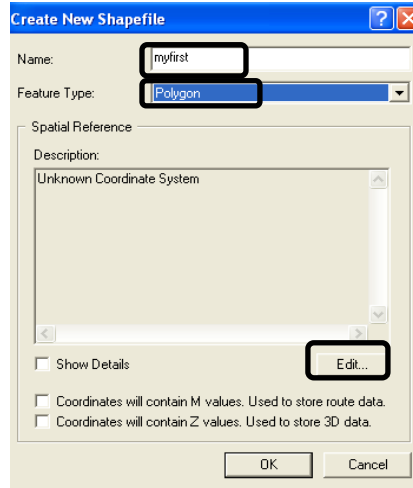 Create New Shapefile
Name: myfirst
Feature Type: Polygon
Spatial Reference
Description:
Unknown Coordinate System
Show Details Edit...
Coordinates will contain M values. Used to store route data.
Coordinates will contain Z values. Used to store 3D data.
OK Cancel